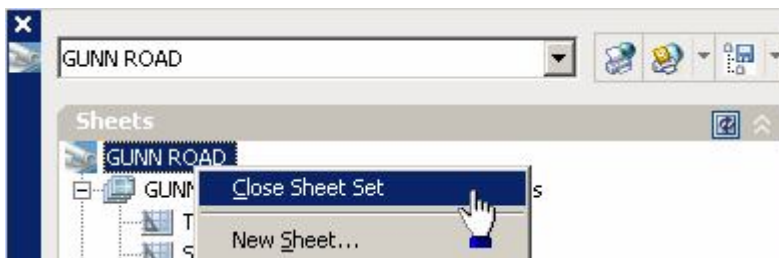 GUNN ROAD
Sheets
GUNN ROAD
GUNN
Close Sheet Set
s
T
New Sheet...
S